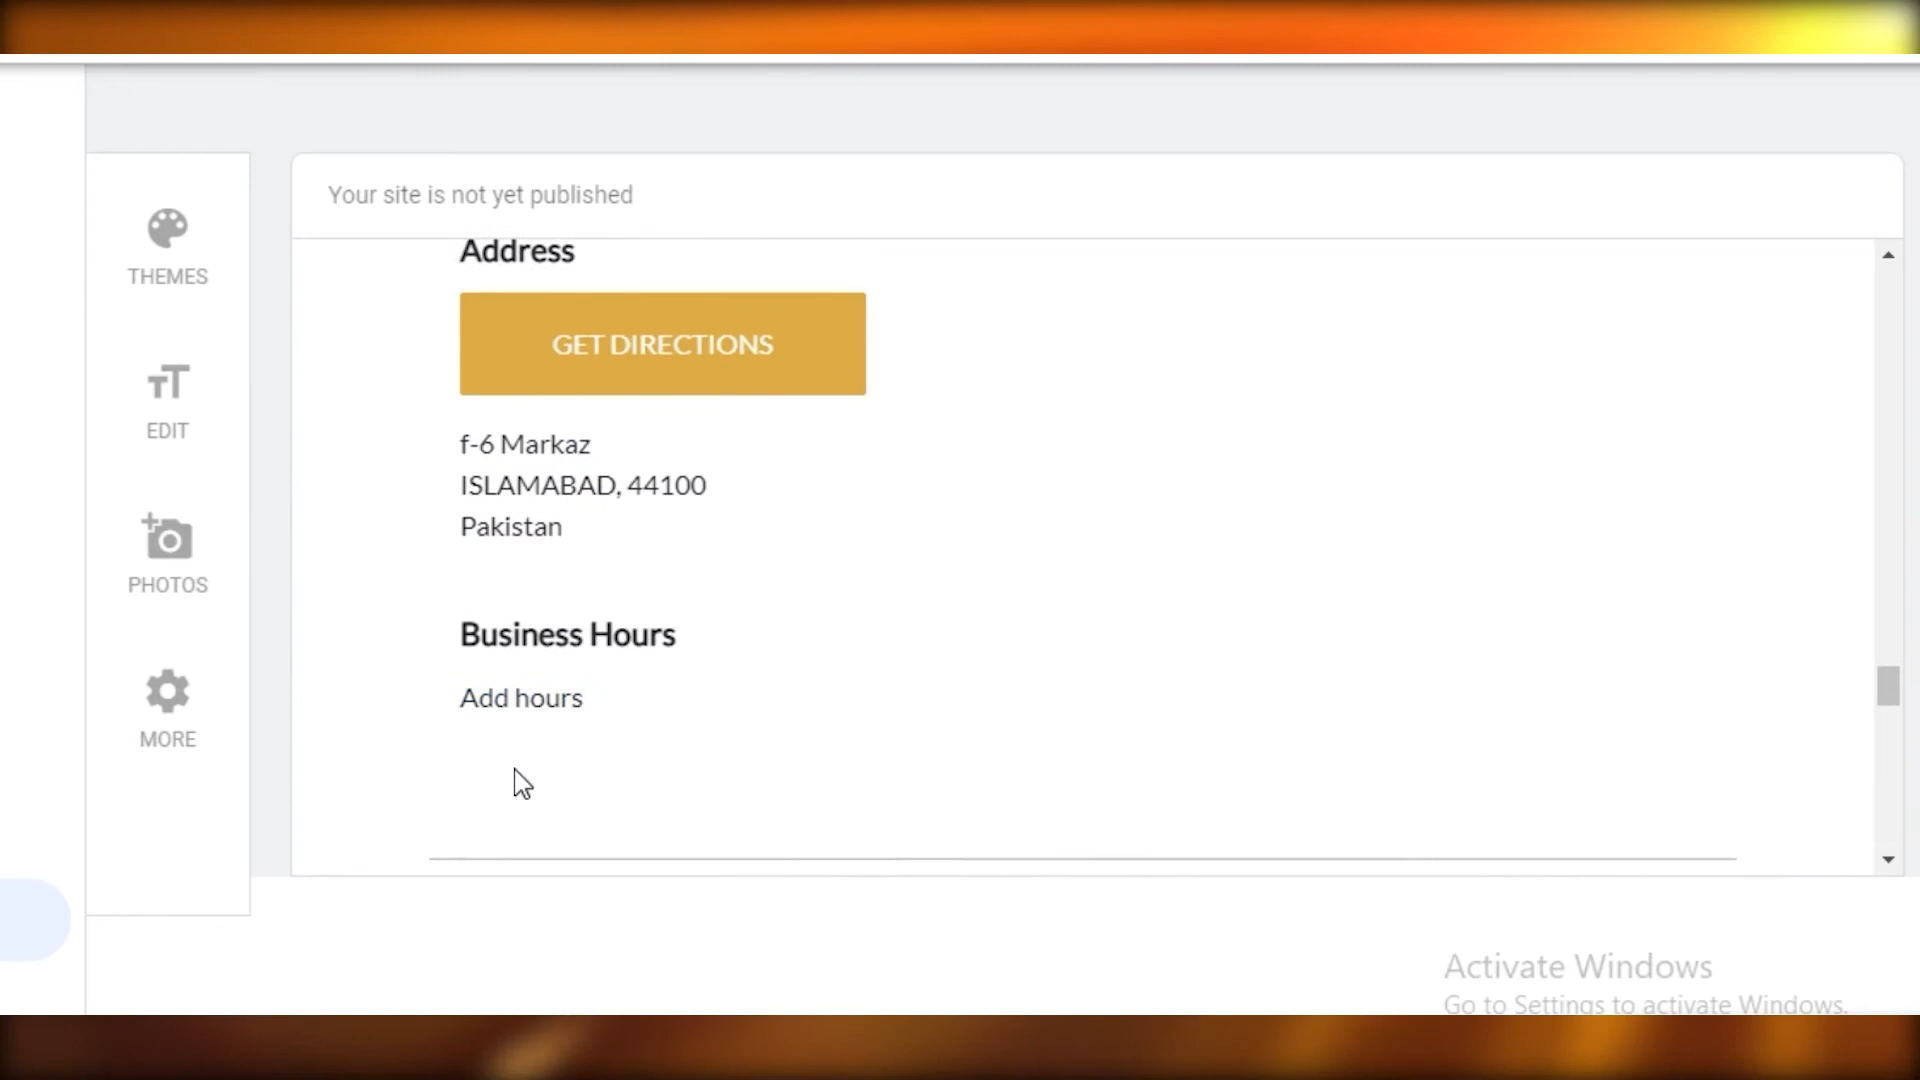 Your site is not yet published
THEMES
EDIT
PHOTOS
MORE
Address
GET DIRECTIONS
f-6 Markaz
ISLAMABAD, 44100
Pakistan
Business Hours
Add hours
Activate Windows
Go to Settings to activate Windows.